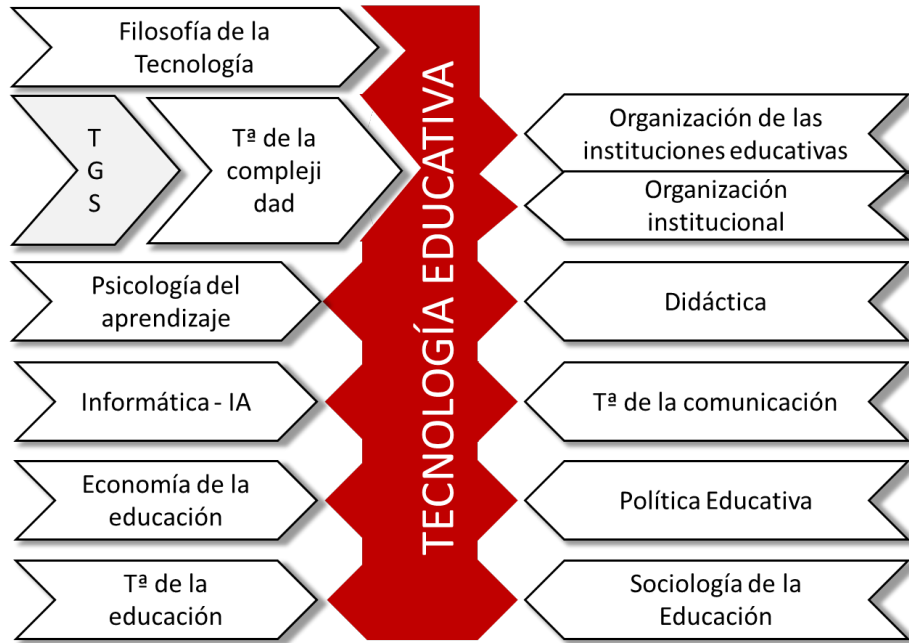 Filosofía de la
Tecnología
T
G
S
Tª de la
compleji
dad
Psicología del
aprendizaje
Informática - IA
Economía de la
educación
Tª de la
educación
TECNOLOGÍA EDUCATIVA
Organización de las
instituciones educativas
Organización
institucional
Didáctica
Tª de la comunicación
Política Educativa
Sociología de la
Educación